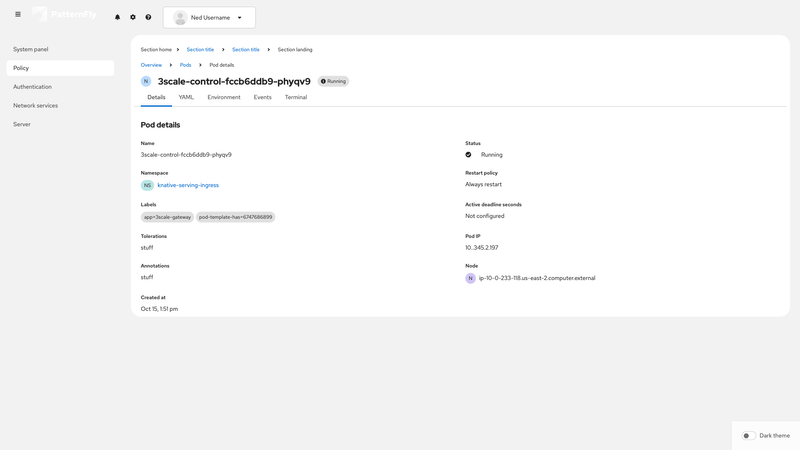 PatternFly
Ned Username
System panel
Policy
Authentication
Network services
Server
Section home Section title Section title Section landing
Overview Pods Pod details
N 3scale-control-fccb6ddb9-phyqv9 Running
Details YAML Environment Events Terminal
Pod details
Name
3scale-control-fccb6ddb9-phyqv9
Namespace
NS knative-serving-ingress
Labels
app=3scale-gateway pod-template-has=6747686899
Tolerations
stuff
Annotations
stuff
Created at
Oct 15, 1:51 pm
Status
Running
Restart policy
Always restart
Active deadline seconds
Not configured
Pod IP
10..345.2.197
Node
N ip-10-0-233-118.us-east-2.computer.external
Dark theme